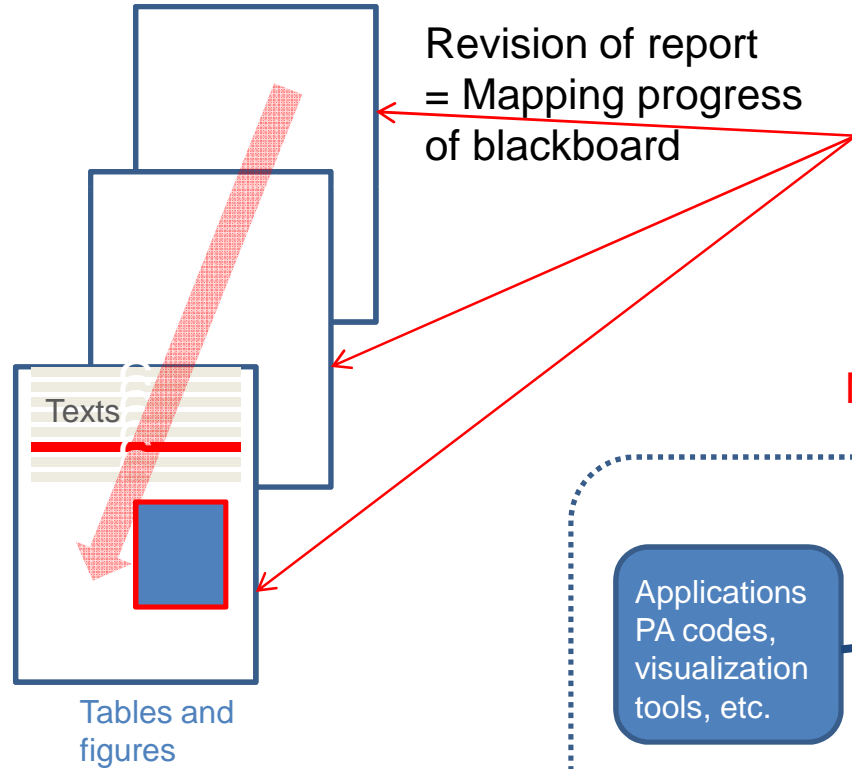 Revision of report
= Mapping progress
of blackboard
Texts
Applications
PA codes,
visualization
tools, etc.
Tables and
figures